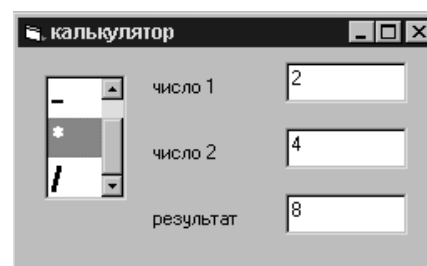 калькулятор
число 1 2
-
*
число 2 4
/
результат 8